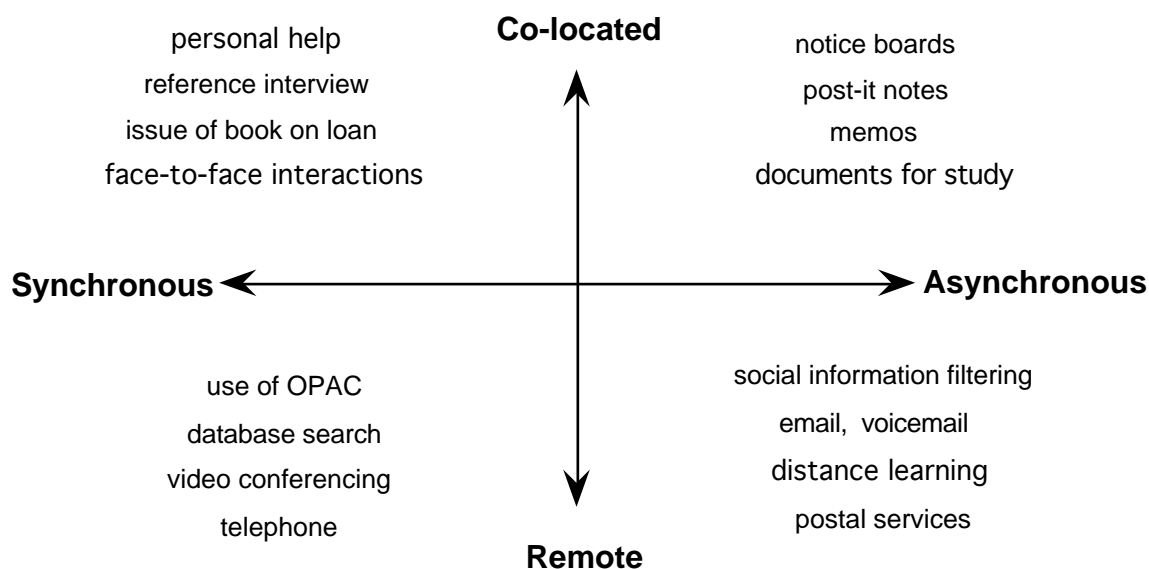 Co-located
personal help
reference interview
issue of book on loan
face-to-face interactions
notice boards
post-it notes
memos
documents for study
Synchronous
Asynchronous
use of OPAC
database search
video conferencing
telephone
social information filtering
email, voicemail
distance learning
postal services
Remote